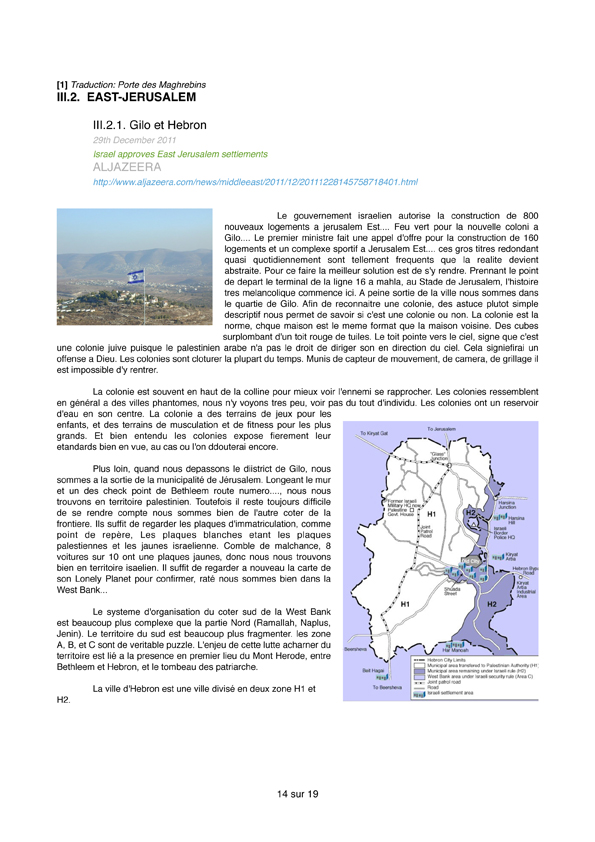 [1] Traduction: Porte des Maghrebins
III.2. EAST-JERUSALEM
III.2.1. Gilo et Hebron
29th December 2011
Israel approves East Jerusalem settlements
ALJAZEERA
http://www.aljazeera.com/news/middleeast/2011/12/20111228145758718401.html
Le gouvernement israelien autorise la construction de 800
nouveaux logements a jerusalem Est.... Feu vert pour la nouvelle coloni a
Gilo.... Le premier ministre fait une appel d'offre pour la construction de 160
logements et un complexe sportif a Jerusalem Est.... ces gros titres redondant
quasi quotidiennement sont tellement frequents que la realite devient
abstraite. Pour ce faire la meilleur solution est de s'y rendre. Prennant le point
de depart le terminal de la ligne 16 a mahla, au Stade de Jerusalem, l'histoire
tres melancolique commence ici. A peine sortie de la ville nous sommes dans
le quartie de Gilo. Afin de reconnaitre une colonie, des astuce plutot simple
descriptif nous permet de savoir si c'est une colonie ou non. La colonie est la
norme, chque maison est le meme format que la maison voisine. Des cubes
surplombant d'un toit rouge de tuiles. Le toit pointe vers le ciel, signe que c'est
une colonie juive puisque le palestinien arabe n'a pas le droit de diriger son en direction du ciel. Cela signiefirai un
offense a Dieu. Les colonies sont cloturer la plupart du temps. Munis de capteur de mouvement, de camera, de grillage il
est impossible d'y rentrer.
La colonie est souvent en haut de la colline pour mieux voir l'ennemi se rapprocher. Les colonies ressemblent
en général a des villes phantomes, nous n'y voyons tres peu, voir pas du tout d'individu. Les colonies ont un reservoir
d'eau en son centre. La colonie a des terrains de jeux pour les
enfants, et des terrains de musculation et de fitness pour les plus
grands. Et bien entendu les colonies expose fierement leur
etandards bien en vue, au cas ou l'on ddouterai encore.
Plus loin, quand nous depassons le diistrict de Gilo, nous
sommes a la sortie de la municipalité de Jérusalem. Longeant le mur
et un des check point de Bethleem route numero...., nous nous
trouvons en territoire palestinien. Toutefois il reste toujours difficile
de se rendre compte nous sommes bien de l'autre coter de la
frontiere. Ils suffit de regarder les plaques d'immatriculation, comme
point de repère, Les plaques blanches etant les plaques
palestiennes et les jaunes israelienne. Comble de malchance, 8
voitures sur 10 ont une plaques jaunes, donc nous nous trouvons
bien en territoire isaelien. Il suffit de regarder a nouveau la carte de
son Lonely Planet pour confirmer, raté nous sommes bien dans la
West Bank...
Le systeme d'organisation du coter sud de la West Bank
est beaucoup plus complexe que la partie Nord (Ramallah, Naplus,
Jenin). Le territoire du sud est beaucoup plus fragmenter. les zone
A, B, et C sont de veritable puzzle. L'enjeu de cette lutte acharner du
territoire est lié a la presence en premier lieu du Mont Herode, entre
Bethleem et Hebron, et le tombeau des patriarche.
La ville d'Hebron est une ville divisé en deux zone H1 et
H2.
To Kiryat Gat
To Jerusalem
"Glass"
Junction
Former Israel
Military HQ now
Palestine
Govt. House
H1
Joint
Patrol
Road
H2
Harsina
Junction
Harsina
Hill
Israeli
Border
Police HQ
Kiryat
Arba
Old City
Hebron Bypass
Road
Kiryat
Arba
Industrial
Area
Shuada
Street
H1
H2
Beersheva
Har Manoah
Beit Hagai
To Beersheva
Hebron City Limits
Municipal area transfered to Palestinian Authority (H1)
Municipal area remaining under Israeli rule (H2)
West Bank area under Israeli security rule (Area C)
Joint patrol road
Road
Israeli settlement area
14 sur 19